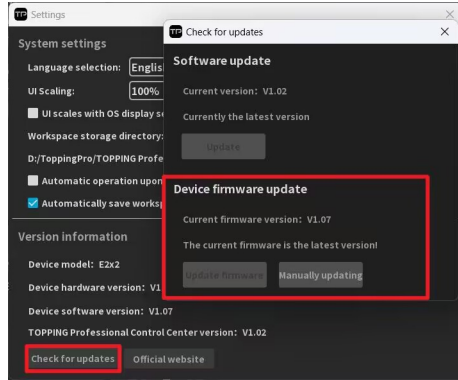 Settings
System settings
Language selection: Englis
UI Scaling: 100%
UI scales with OS display s
Workspace storage directory:
D:/ToppingPro/TOPPING Profe
Automatic operation upon
Automatically save works
Version information
Device model: E2x2
Device hardware version: V1
Device software version: V1.07
TOPPING Professional Control Center version: V1.02
Check for updates
Official website
Check for updates
Software update
Current version: V1.02
Currently the latest version
Update
Device firmware update
Current firmware version: V1.07
The current firmware is the latest version!
Update firmware
Manually updating